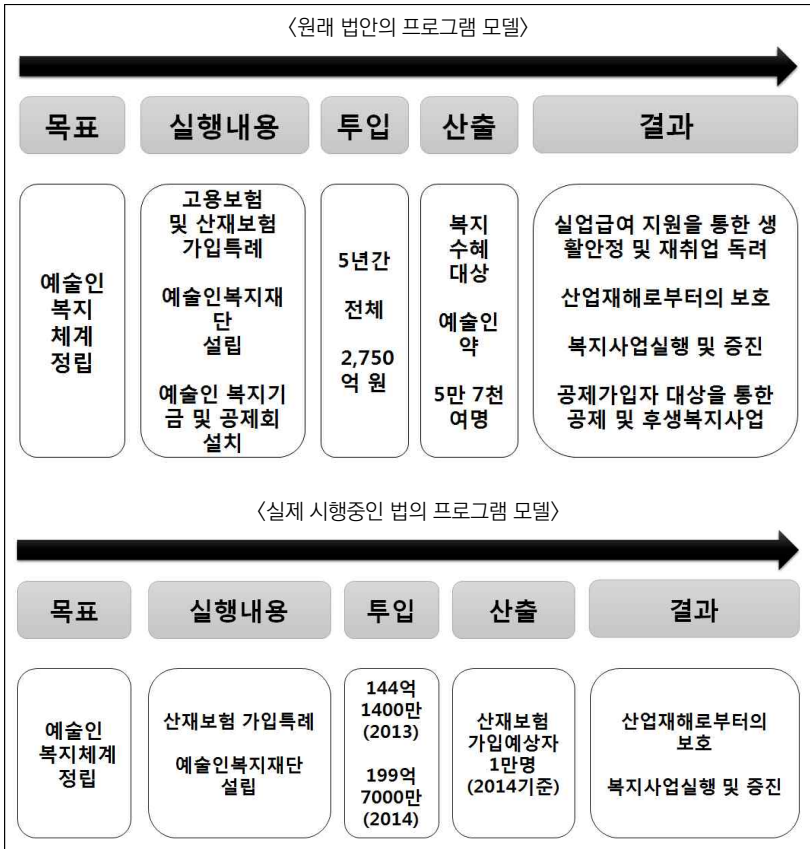 〈원래 법안의 프로그램 모델〉
목표
실행내용
투입
산출
결과
예술인
복지
체계
정립
고용보험
및 산재보험
가입특례
예술인복지재
단
설립
예술인 복지기
금 및 공제회
설치
5년간
전체
2,750
억 원
복지
수혜
대상
예술인
약
5만 7천
여명
실업급여 지원을 통한 생
활안정 및 재취업 독려
산업재해로부터의 보호
복지사업실행 및 증진
공제가입자 대상을 통한
공제 및 후생복지사업
〈실제 시행중인 법의 프로그램 모델〉
목표
실행내용
투입
산출
결과
예술인
복지체계
정립
산재보험 가입특례
예술인복지재단
설립
144억
1400만
(2013)
199억
7000만
(2014)
산재보험
가입예상자
1만명
(2014기준)
산업재해로부터의
보호
복지사업실행 및 증진